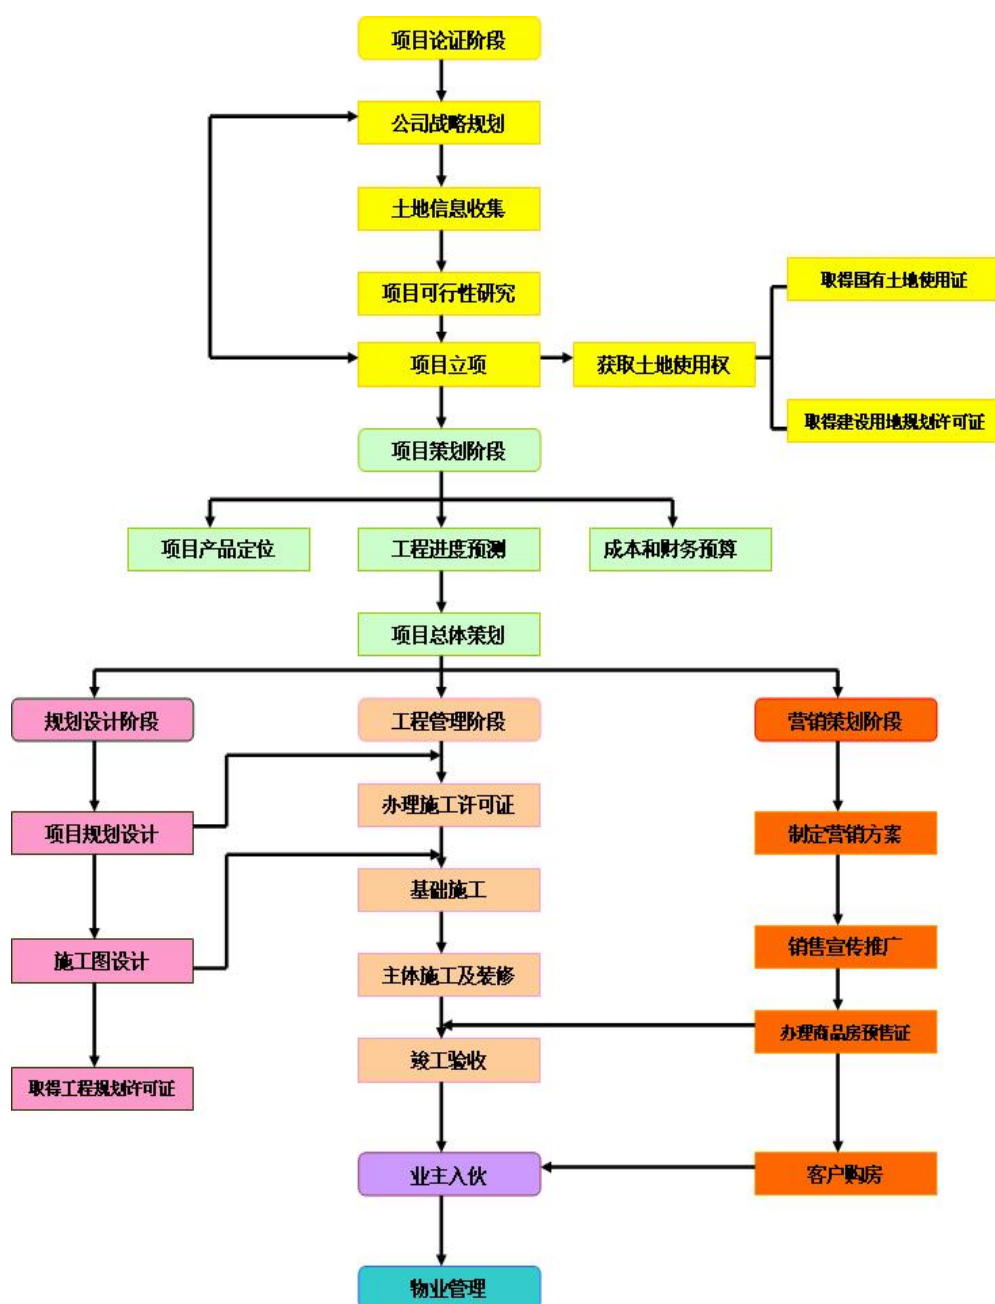 项目论证阶段
公司战略规划
土地信息收集
项目可行性研究
取得国有土地使用证
项目立项
获取土地使用权
取得建设用地规划许可证
项目策划阶段
项目产品定位
工程进度预测
成本和财务预算
项目总体策划
规划设计阶段
工程管理阶段
营销策划阶段
办理施工许可证
项目规划设计
制定营销方案
基础施工
施工图设计
销售宣传推广
主体施工及装修
办理商品房预售证
竣工验收
取得工程规划许可证
业主入伙
客户购房
物业管理